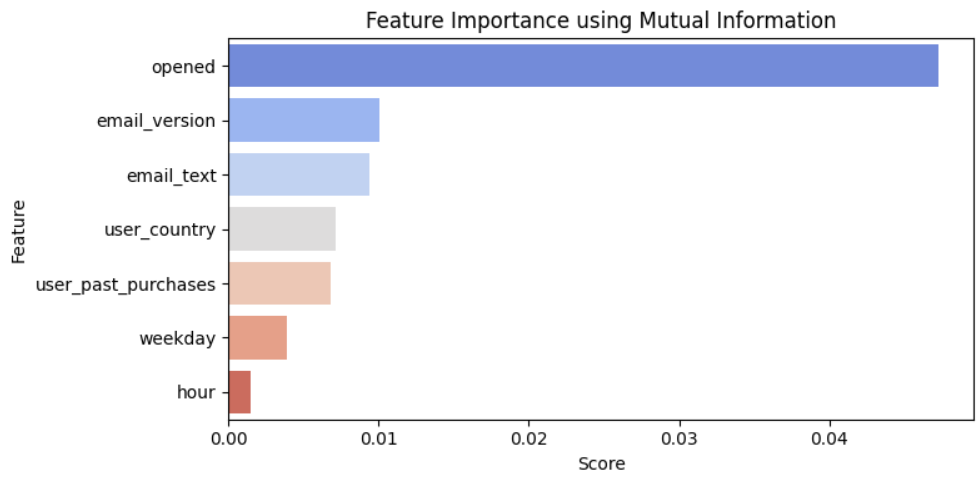 Feature Importance using Mutual Information
Feature
opened
email_version
email_text
user_country
user_past_purchases
weekday
hour
0.00 0.01 0.02 0.03 0.04
Score